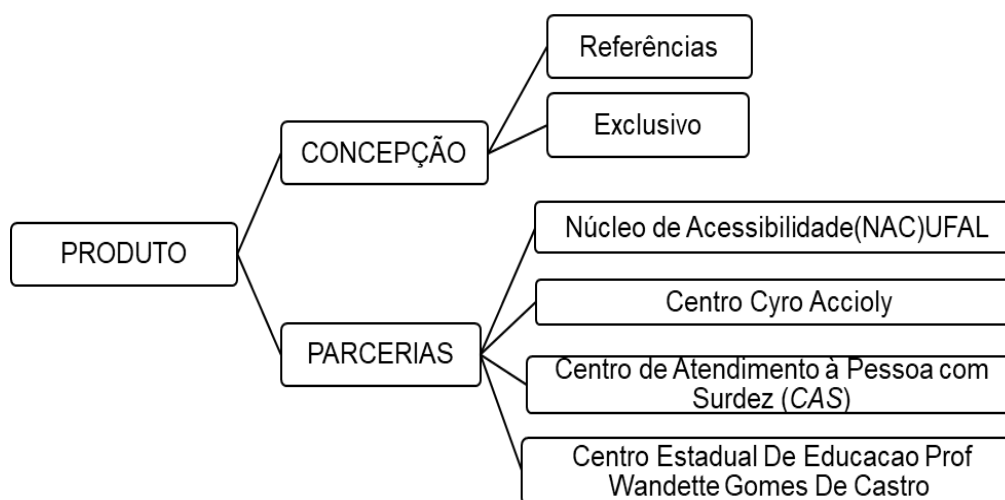 Referências
Exclusivo
CONCEPÇÃO
PRODUTO
PARCERIAS
Núcleo de Acessibilidade(NAC)UFAL
Centro Cyro Accioly
Centro de Atendimento à Pessoa com
Surdez (CAS)
Centro Estadual De Educacao Prof
Wandette Gomes De Castro